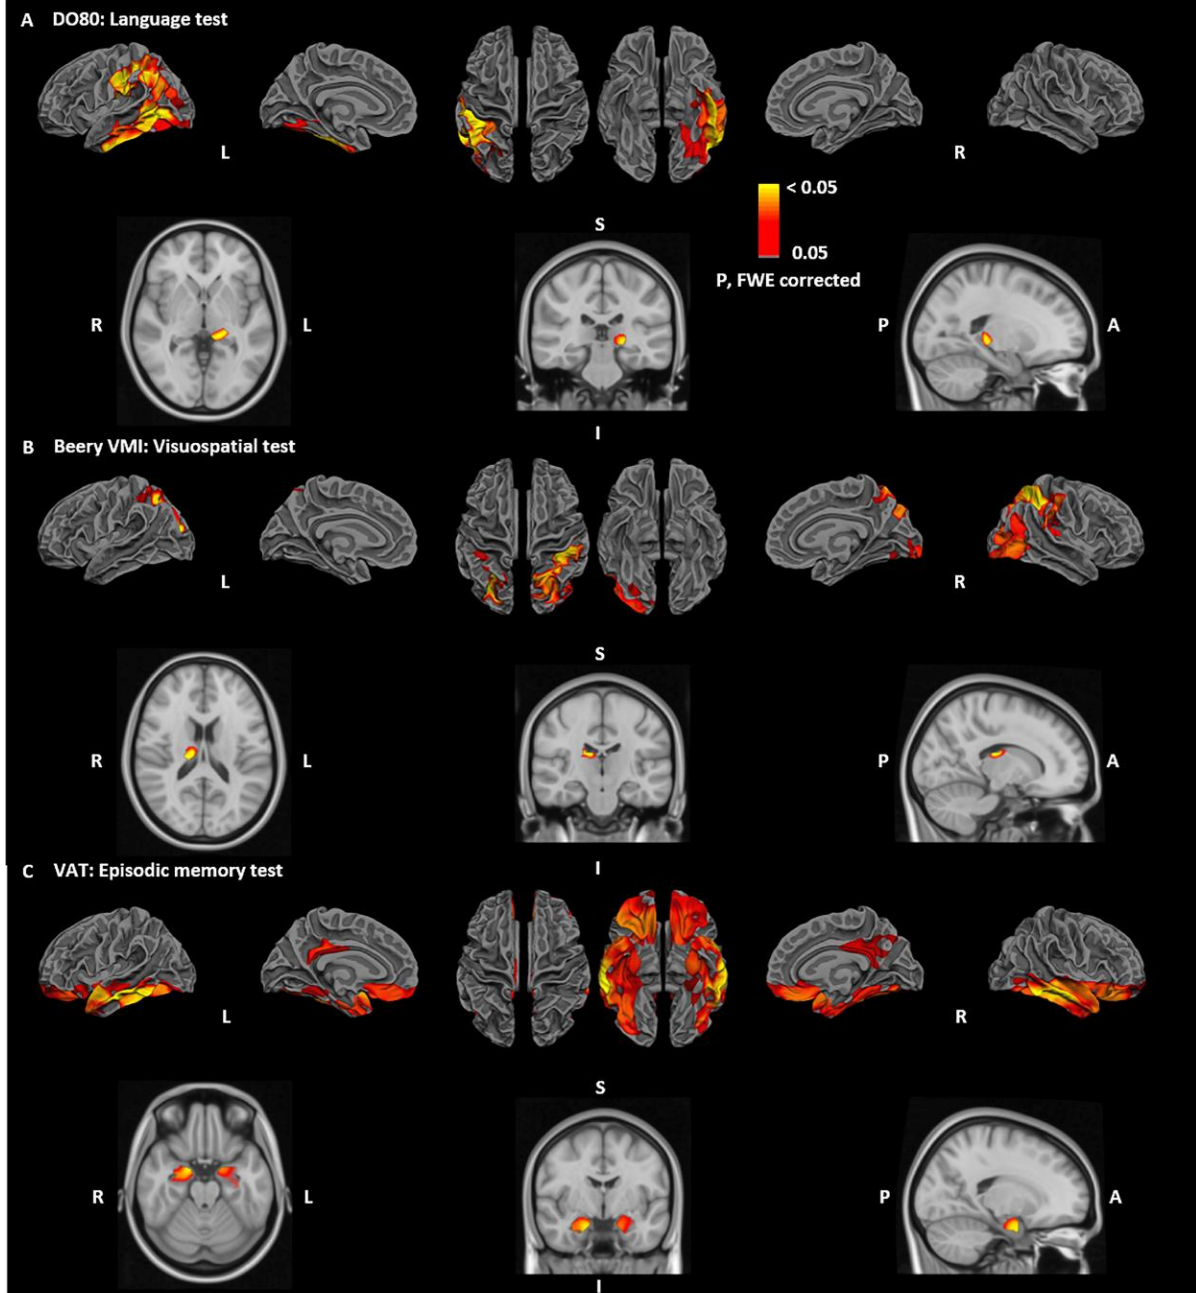 A DO80: Language test
L
R
< 0.05
0.05
P, FWE corrected
S
R
L
P
A
I
B Beery VMI: Visuospatial test
L
R
S
R
L
P
A
I
C VAT: Episodic memory test
L
R
S
R
L
P
A
I